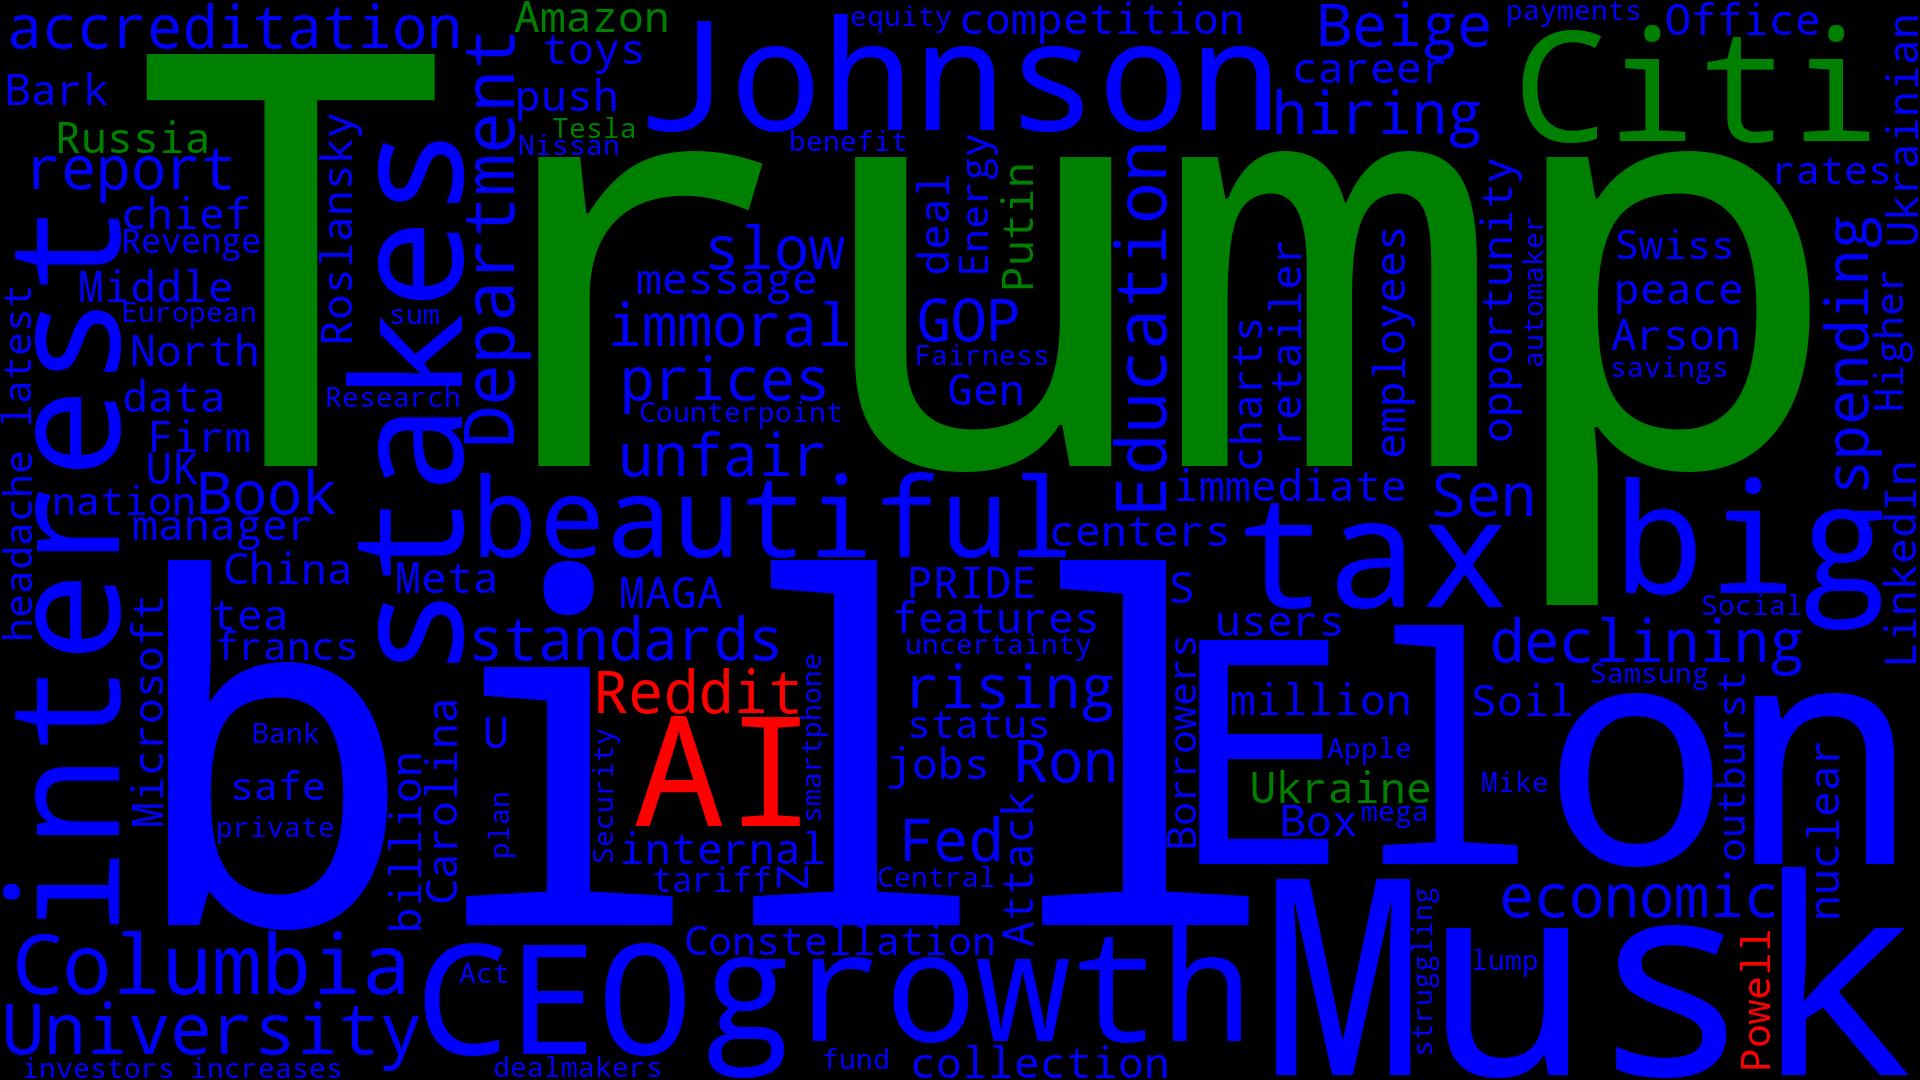 accreditation
Amazon
equity
competition
Beige
payments
Office
toys
Johnson
career
Citi
Ukrainian
Bark
push
hiring
Russia
Tesla
Nissan
benefit
report
Trump
Department
stakes
Roslansky
rates
chief
Revenge
slow
deal
Energy
Putin
Education
opportunity
Swiss
Middle
message
retailer
employees
automaker
peace
spending
European
sum
immoral
GOP
Arson
Higher
North
Fairness
charts
savings
interest
headache
latest
data
Research
prices
Gen
Counterpoint
Firm
unfair
UK
nation
Book
beautiful
immediate
Sen
big
manager
centers
tax
LinkedIn
China
Meta
MAGA
PRIDE
S
tea
features
users
Social
francs
standards
uncertainty
declining
Microsoft
bill
Reddit
smartphone
rising
Borrowers
Elon
million
Soil
Samsung
status
outburst
Bank
U
AI
jobs
Ron
Apple
safe
Ukraine
Mike
nuclear
private
billion
Carolina
plan
Security
internal
Fed
Attack
Box
mega
tariff
Z
Central
economic
Columbia
Constellation
Musk
struggling
Powell
CEO
Act
growth
lump
University
investors
increases
dealmakers
fund
collection